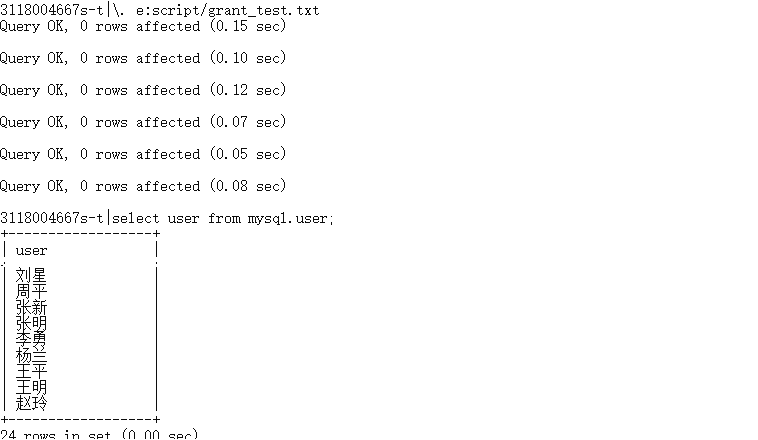 3118004667s-t|\. e:script/grant_test.txt
Query OK, 0 rows affected (0.15 sec)
Query OK, 0 rows affected (0.10 sec)
Query OK, 0 rows affected (0.12 sec)
Query OK, 0 rows affected (0.07 sec)
Query OK, 0 rows affected (0.05 sec)
Query OK, 0 rows affected (0.08 sec)
3118004667s-t|select user from mysql.user;
+------------------+
| user             |
| 刘星             |
| 周平             |
| 张新             |
| 张明             |
| 李勇             |
| 杨兰             |
| 王平             |
| 王明             |
| 赵玲             |
+------------------+
24 rows in set (0.00 sec)